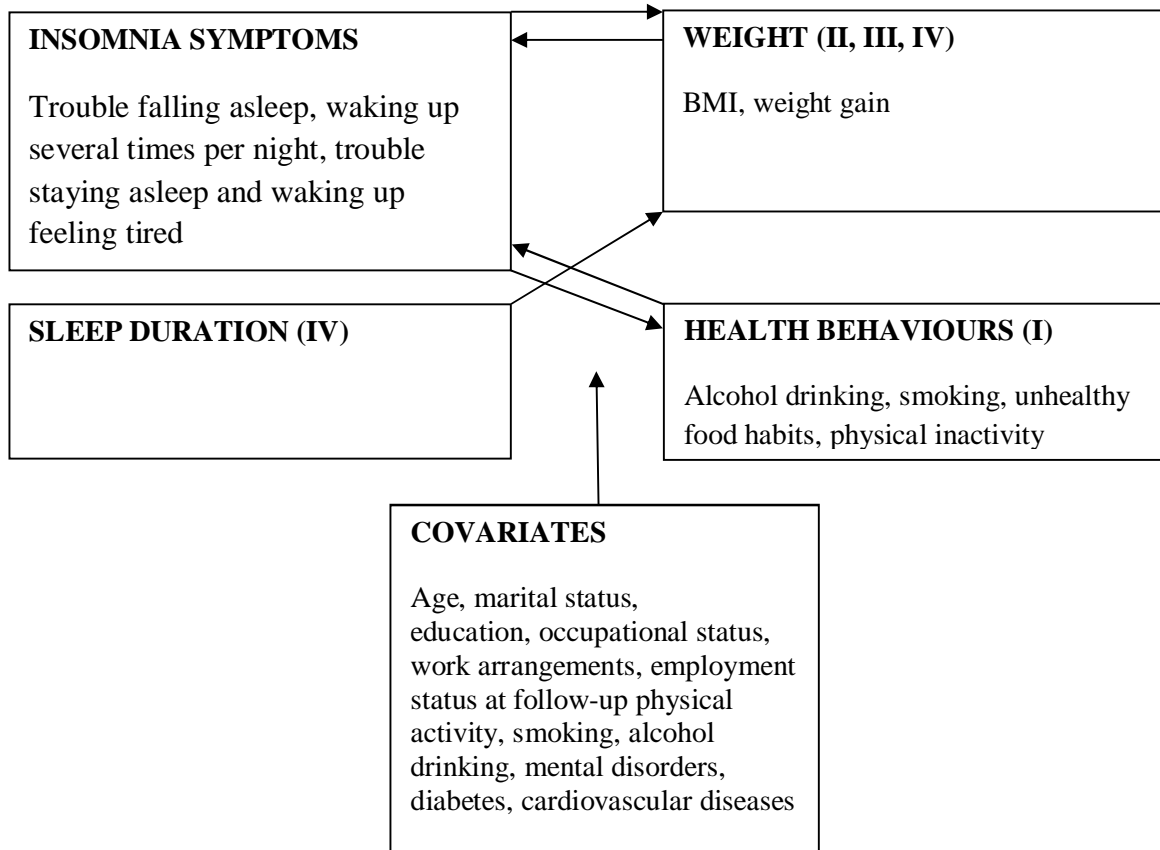 INSOMNIA SYMPTOMS
Trouble falling asleep, waking up
several times per night, trouble
staying asleep and waking up
feeling tired
WEIGHT (II, III, IV)
BMI, weight gain
SLEEP DURATION (IV)
HEALTH BEHAVIOURS (I)
Alcohol drinking, smoking, unhealthy
food habits, physical inactivity
COVARIATES
Age, marital status,
education, occupational status,
work arrangements, employment
status at follow-up physical
activity, smoking, alcohol
drinking, mental disorders,
diabetes, cardiovascular diseases